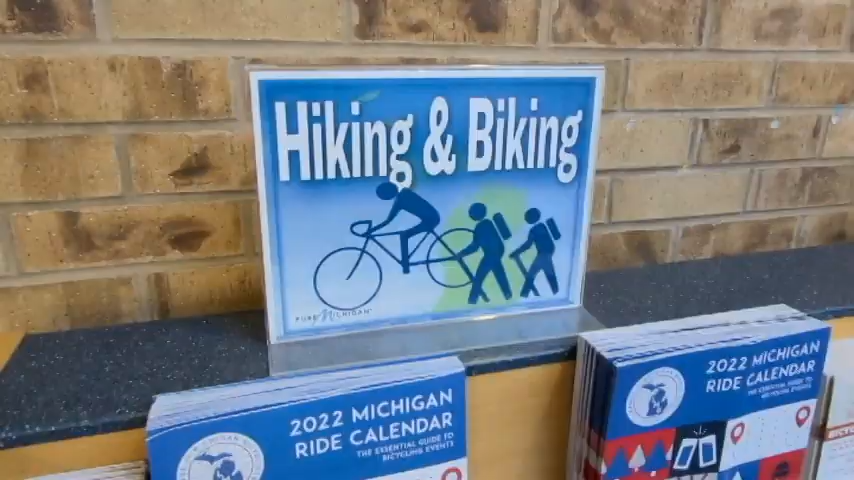 Hiking & Biking
PURE MICHIGAN
2022 MICHIGAN
RIDE CALENDAR
THE ESSENTIAL GUIDE TO
BICYCLING EVENTS
2022 MICHIGAN
RIDE CALENDAR
THE ESSENTIAL GUIDE TO
BICYCLING EVENTS